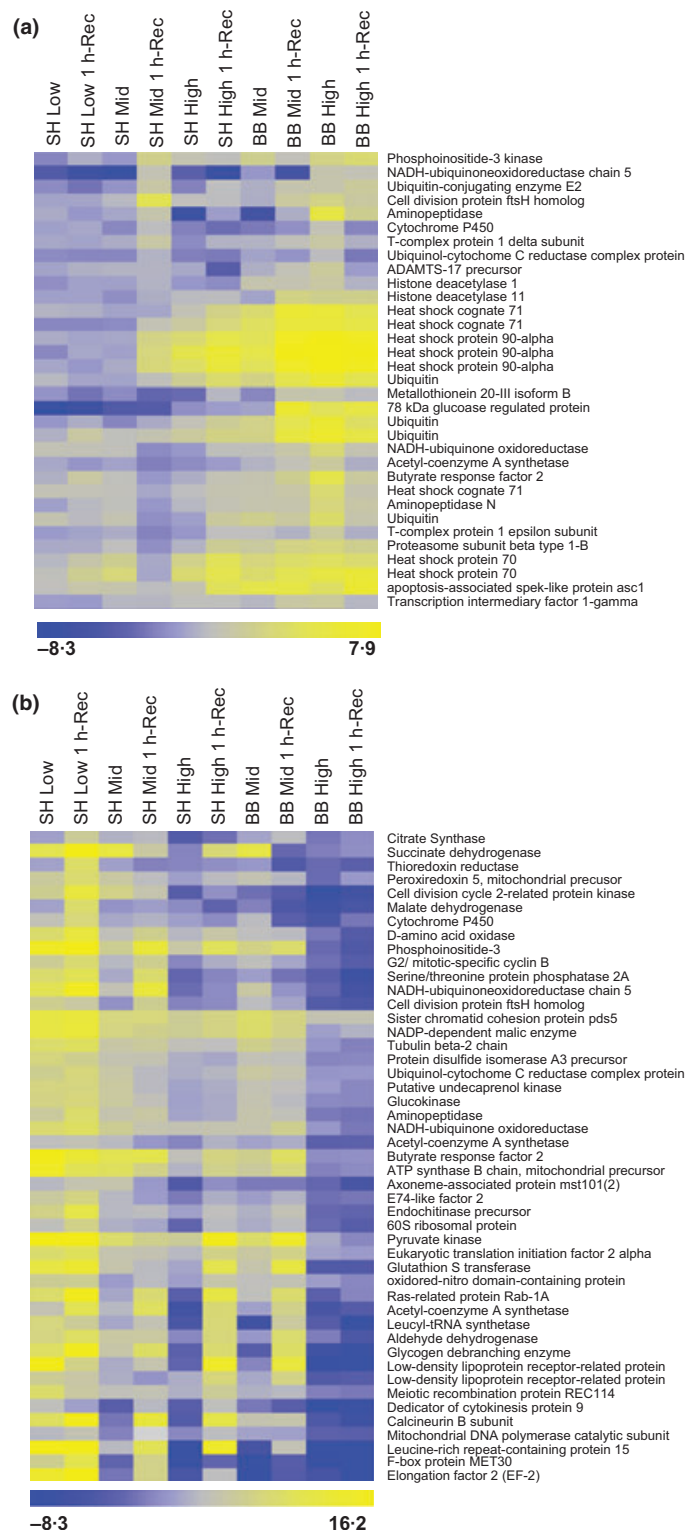 (a)
SH Low
SH Low 1 h-Rec
SH Mid
SH Mid 1 h-Rec
SH High
SH High 1 h-Rec
BB Mid
BB Mid 1 h-Rec
BB High
BB High 1 h-Rec
Phosphoinositide-3 kinase
NADH-ubiquinoneoxidoreductase chain 5
Ubiquitin-conjugating enzyme E2
Cell division protein ftsH homolog
Aminopeptidase
Cytochrome P450
T-complex protein 1 delta subunit
Ubiquinol-cytochome C reductase complex protein
ADAMTS-17 precursor
Histone deacetylase 1
Histone deacetylase 11
Heat shock cognate 71
Heat shock cognate 71
Heat shock protein 90-alpha
Heat shock protein 90-alpha
Heat shock protein 90-alpha
Ubiquitin
Metallothionein 20-III isoform B
78 kDa glucoase regulated protein
Ubiquitin
Ubiquitin
NADH-ubiquinone oxidoreductase
Acetyl-coenzyme A synthetase
Butyrate response factor 2
Heat shock cognate 71
Aminopeptidase N
Ubiquitin
T-complex protein 1 epsilon subunit
Proteasome subunit beta type 1-B
Heat shock protein 70
Heat shock protein 70
apoptosis-associated spek-like protein asc1
Transcription intermediary factor 1-gamma
–8·3 7·9
(b)
SH Low
SH Low 1 h-Rec
SH Mid
SH Mid 1 h-Rec
SH High
SH High 1 h-Rec
BB Mid
BB Mid 1 h-Rec
BB High
BB High 1 h-Rec
Citrate Synthase
Succinate dehydrogenase
Thioredoxin reductase
Peroxiredoxin 5, mitochondrial precusor
Cell division cycle 2-related protein kinase
Malate dehydrogenase
Cytochrome P450
D-amino acid oxidase
Phosphoinositide-3
G2/ mitotic-specific cyclin B
Serine/threonine protein phosphatase 2A
NADH-ubiquinoneoxidoreductase chain 5
Cell division protein ftsH homolog
Sister chromatid cohesion protein pds5
NADP-dependent malic enzyme
Tubulin beta-2 chain
Protein disulfide isomerase A3 precursor
Ubiquinol-cytochome C reductase complex protein
Putative undecaprenol kinase
Glucokinase
Aminopeptidase
NADH-ubiquinone oxidoreductase
Acetyl-coenzyme A synthetase
Butyrate response factor 2
ATP synthase B chain, mitochondrial precursor
Axoneme-associated protein mst101(2)
E74-like factor 2
Endochitinase precursor
60S ribosomal protein
Pyruvate kinase
Eukaryotic translation initiation factor 2 alpha
Glutathion S transferase
oxidored-nitro domain-containing protein
Ras-related protein Rab-1A
Acetyl-coenzyme A synthetase
Leucyl-tRNA synthetase
Aldehyde dehydrogenase
Glycogen debranching enzyme
Low-density lipoprotein receptor-related protein
Low-density lipoprotein receptor-related protein
Meiotic recombination protein REC114
Dedicator of cytokinesis protein 9
Calcineurin B subunit
Mitochondrial DNA polymerase catalytic subunit
Leucine-rich repeat-containing protein 15
F-box protein MET30
Elongation factor 2 (EF-2)
–8·3 16·2